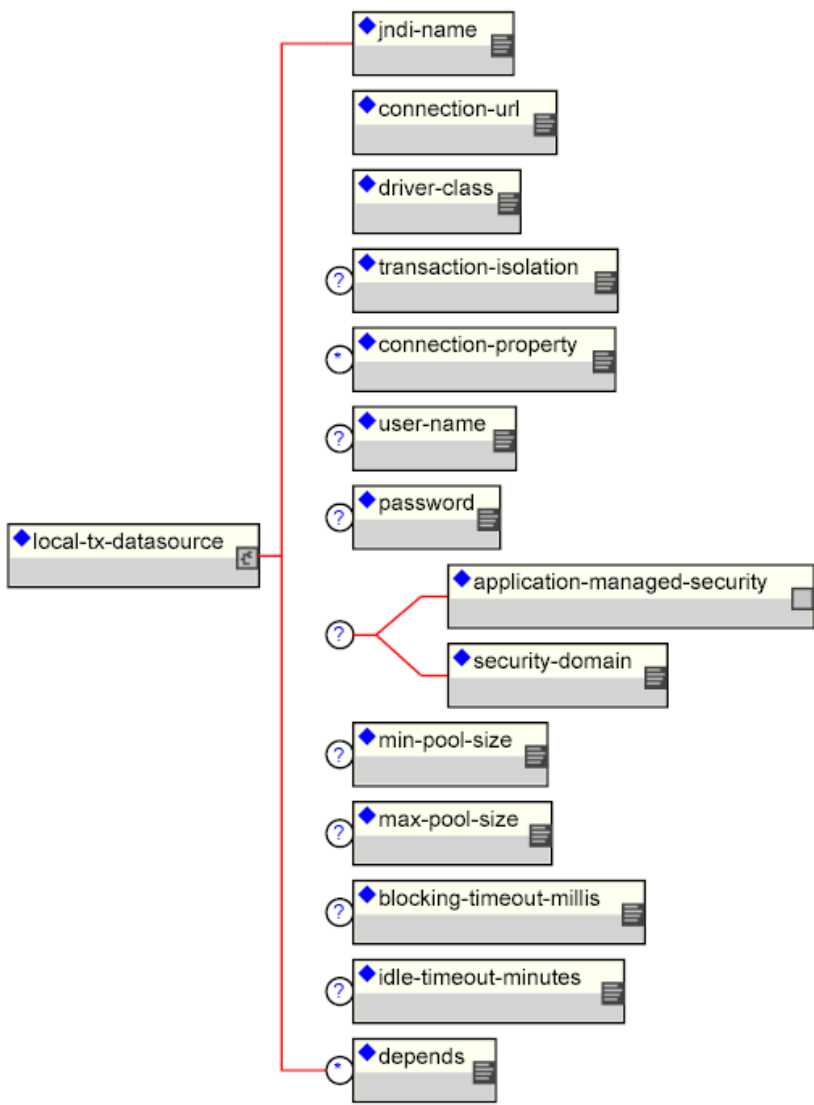 jndi-name
connection-url
driver-class
? transaction-isolation
* connection-property
? user-name
? password
local-tx-datasource
application-managed-security
?
security-domain
? min-pool-size
? max-pool-size
? blocking-timeout-millis
? idle-timeout-minutes
* depends